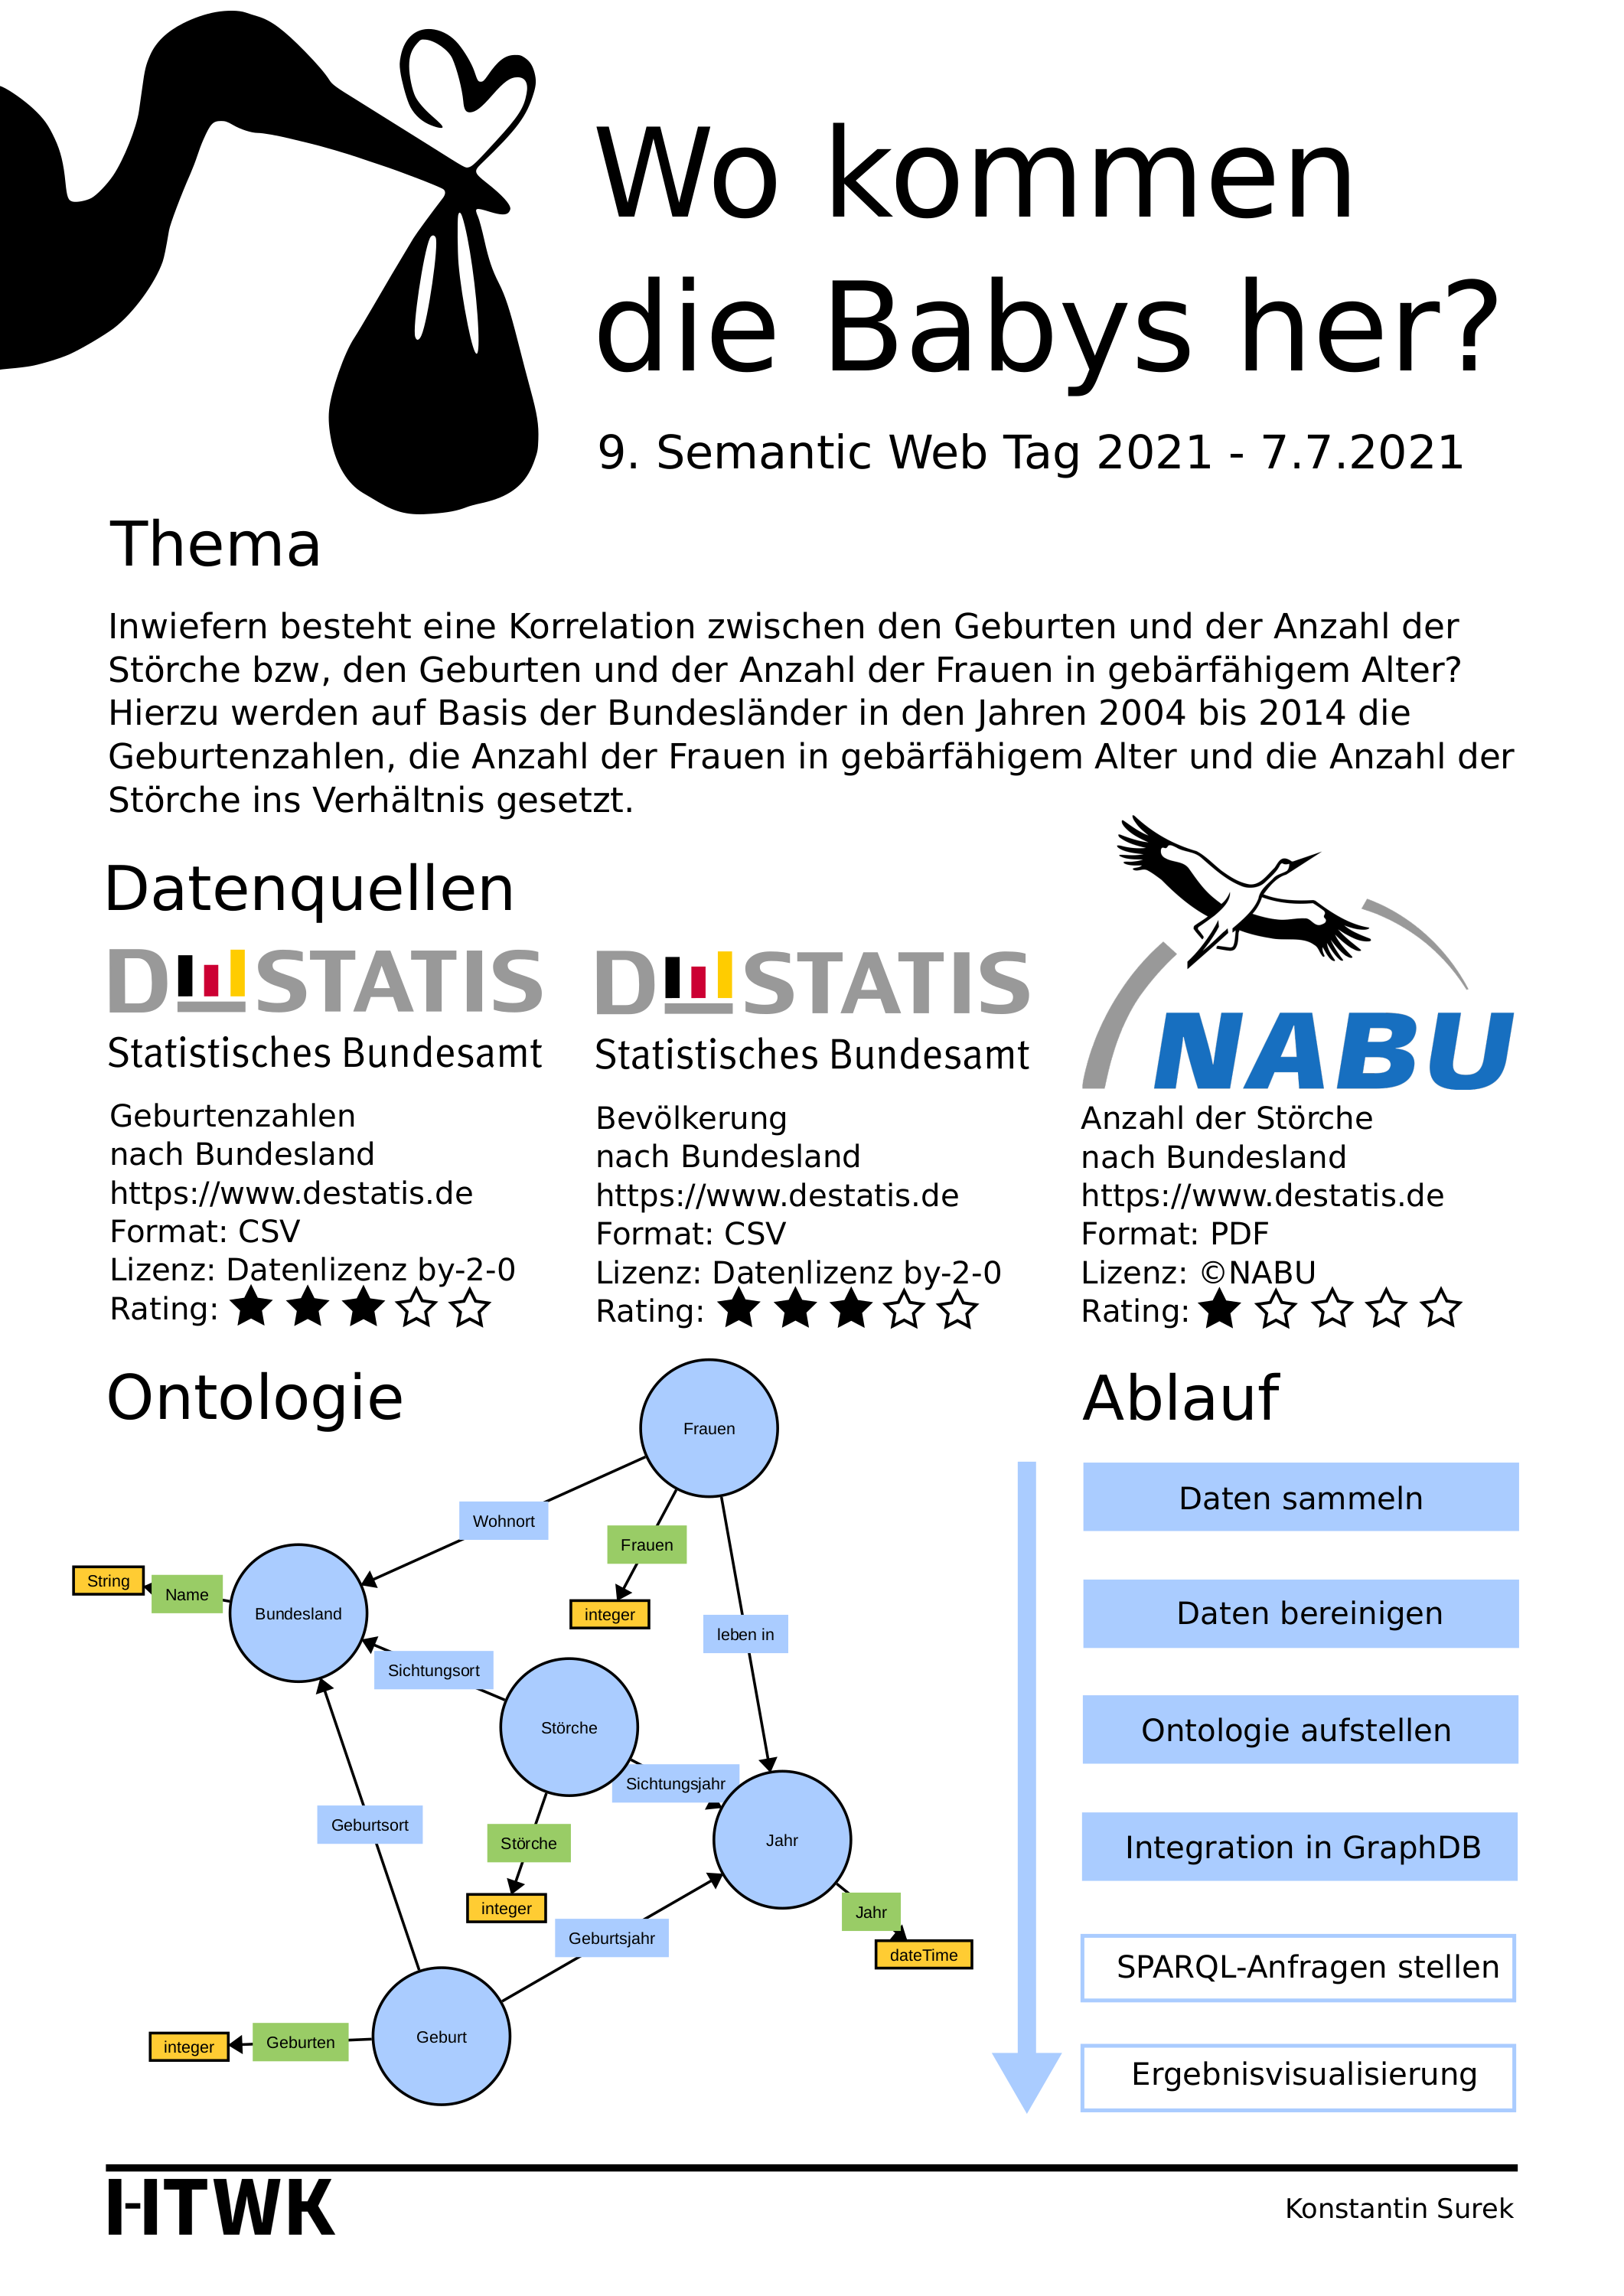 Wo kommen
die Babys her?
9. Semantic Web Tag 2021 - 7.7.2021
Thema
Inwiefern besteht eine Korrelation zwischen den Geburten und der Anzahl der
Störche bzw, den Geburten und der Anzahl der Frauen in gebärfähigem Alter?
Hierzu werden auf Basis der Bundesländer in den Jahren 2004 bis 2014 die
Geburtenzahlen, die Anzahl der Frauen in gebärfähigem Alter und die Anzahl der
Störche ins Verhältnis gesetzt.
Datenquellen
DESTATIS
Statistisches Bundesamt
Geburtenzahlen
nach Bundesland
https://www.destatis.de
Format: CSV
Lizenz: Datenlizenz by-2-0
Rating: ★★★☆☆
DESTATIS
Statistisches Bundesamt
Bevölkerung
nach Bundesland
https://www.destatis.de
Format: CSV
Lizenz: Datenlizenz by-2-0
Rating: ★★★☆☆
NABU
Anzahl der Störche
nach Bundesland
https://www.destatis.de
Format: PDF
Lizenz: ©NABU
Rating: ★☆☆☆☆
Ontologie
Frauen
Wohnort
Frauen
String
Name
Bundesland
integer
leben in
Sichtungsort
Störche
Sichtungsjahr
Geburtsort
Störche
Jahr
integer
Jahr
Geburtsjahr
dateTime
Geburt
Geburten
integer
Ablauf
Daten sammeln
Daten bereinigen
Ontologie aufstellen
Integration in GraphDB
SPARQL-Anfragen stellen
Ergebnisvisualisierung
HTWK
Konstantin Surek